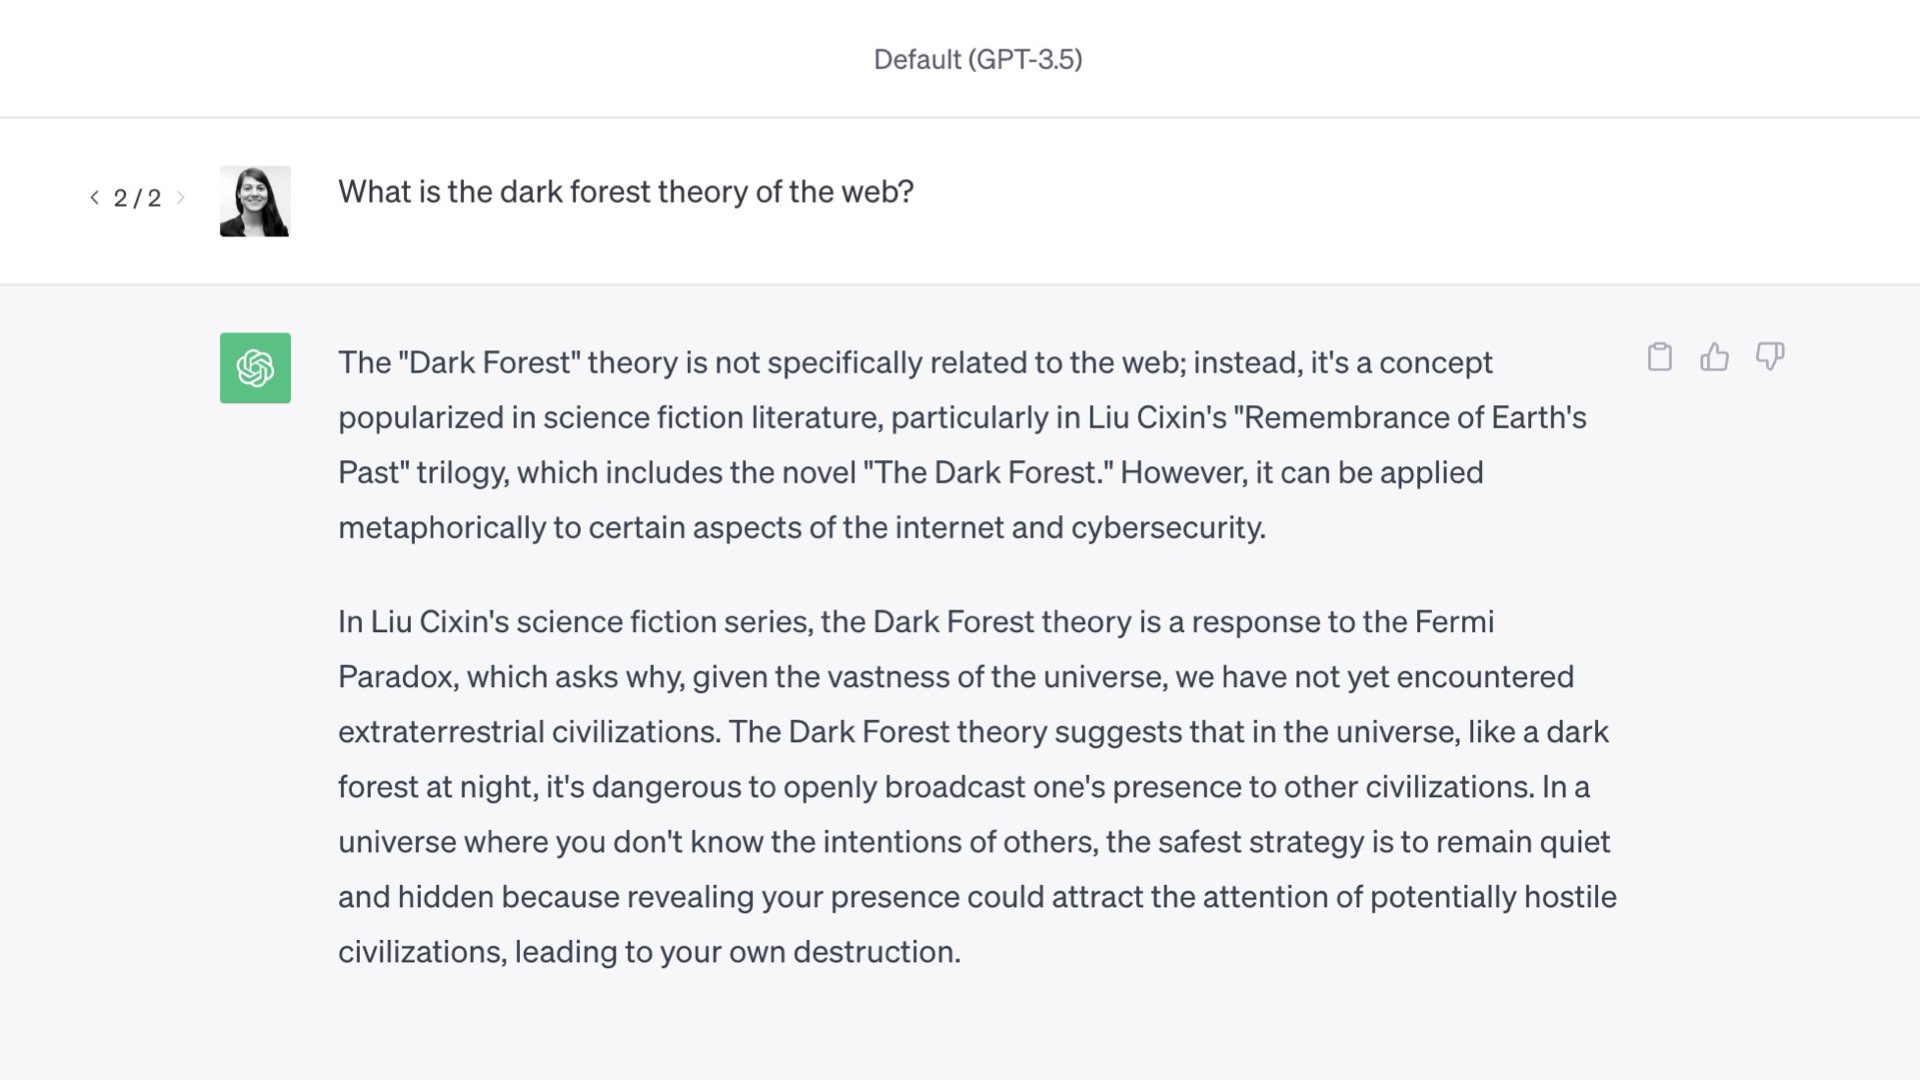 Default (GPT-3.5)
< 2 / 2 >
What is the dark forest theory of the web?
The "Dark Forest" theory is not specifically related to the web; instead, it's a concept
popularized in science fiction literature, particularly in Liu Cixin's "Remembrance of Earth's
Past" trilogy, which includes the novel "The Dark Forest." However, it can be applied
metaphorically to certain aspects of the internet and cybersecurity.
In Liu Cixin's science fiction series, the Dark Forest theory is a response to the Fermi
Paradox, which asks why, given the vastness of the universe, we have not yet encountered
extraterrestrial civilizations. The Dark Forest theory suggests that in the universe, like a dark
forest at night, it's dangerous to openly broadcast one's presence to other civilizations. In a
universe where you don't know the intentions of others, the safest strategy is to remain quiet
and hidden because revealing your presence could attract the attention of potentially hostile
civilizations, leading to your own destruction.